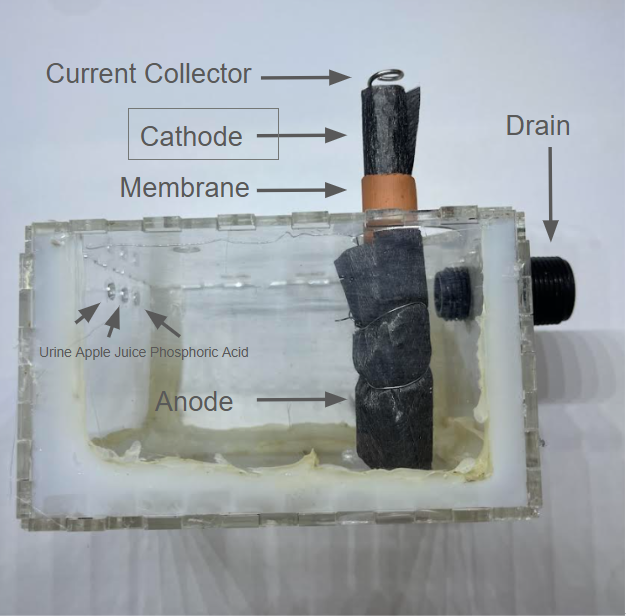 Current Collector
Cathode
Drain
Membrane
Urine Apple Juice Phosphoric Acid
Anode